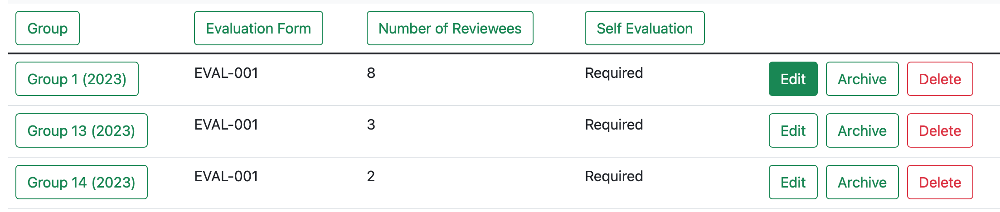 Group Evaluation Form Number of Reviewees Self Evaluation
Group 1 (2023) EVAL-001 8 Required Edit Archive Delete
Group 13 (2023) EVAL-001 3 Required Edit Archive Delete
Group 14 (2023) EVAL-001 2 Required Edit Archive Delete